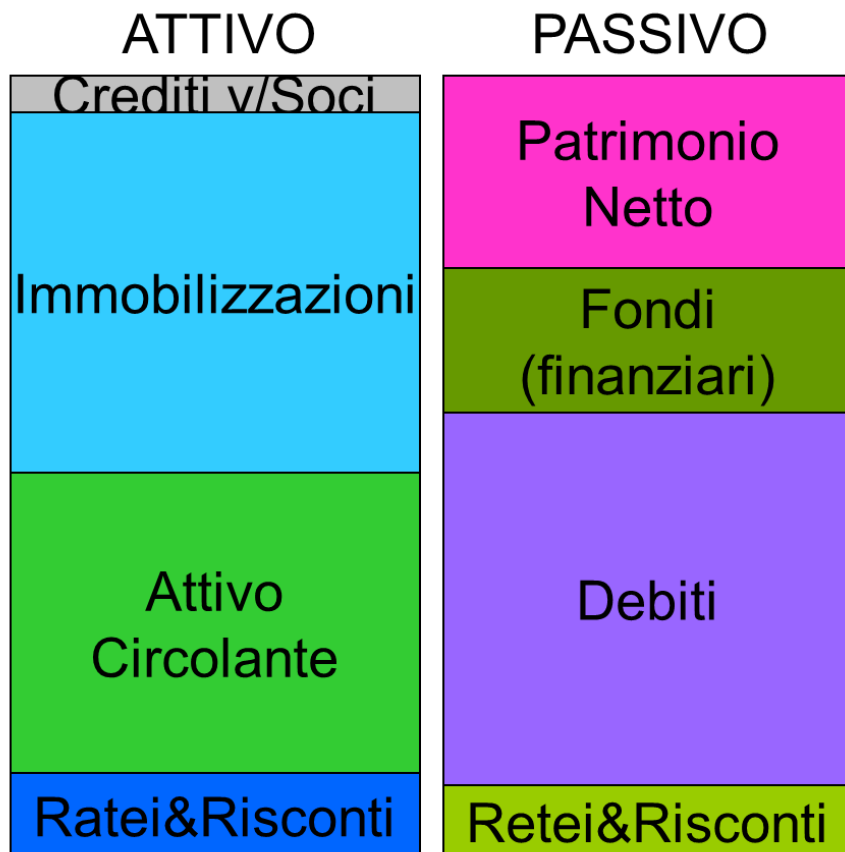 ATTIVO
Crediti v/Soci
Immobilizzazioni
Attivo
Circolante
Ratei&Risconti
PASSIVO
Patrimonio
Netto
Fondi
(finanziari)
Debiti
Retei&Risconti